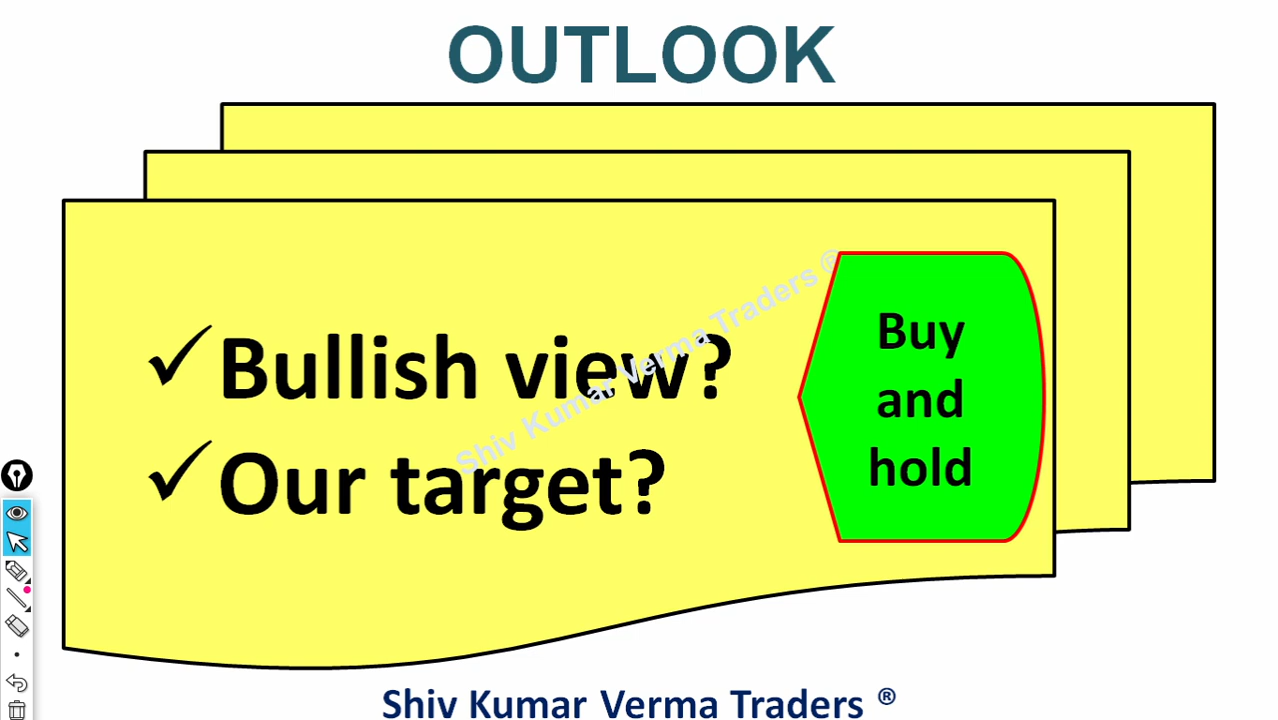 OUTLOOK
Bullish view?
Our target?
Buy
and
hold
Shiv Kumar Verma Traders ®
Shiv Kumar Verma Traders ®